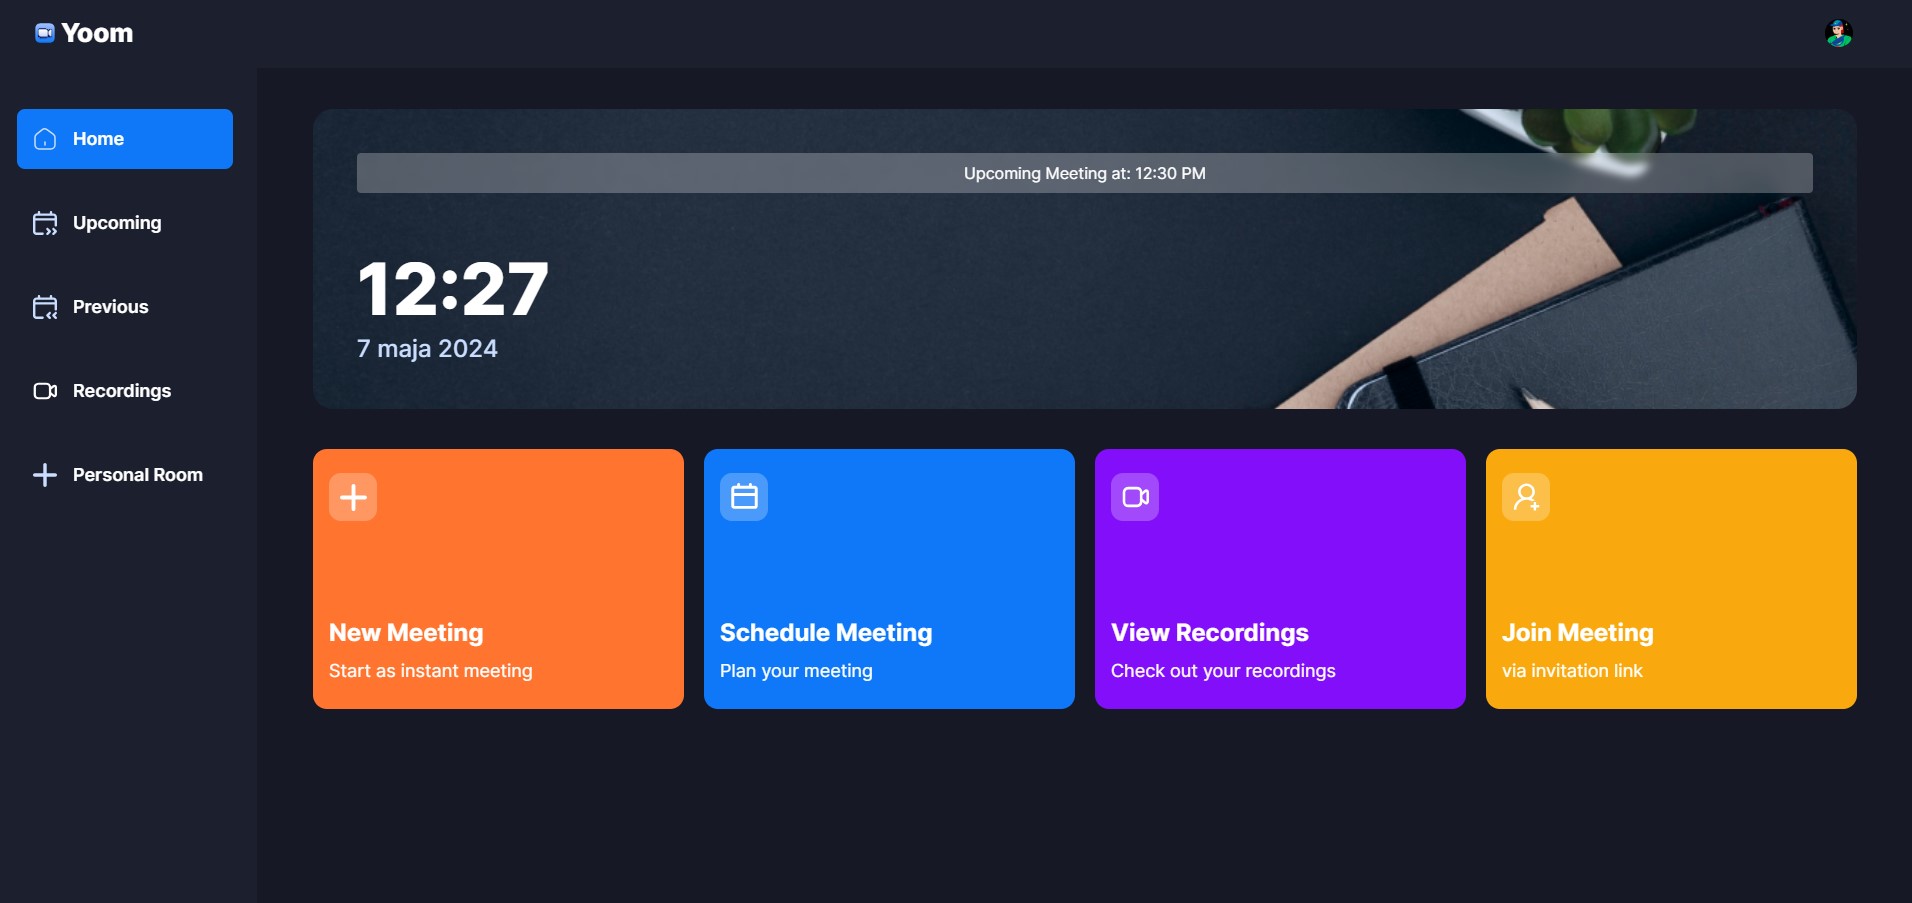 Yoom
Home
Upcoming
Previous
Recordings
Personal Room
Upcoming Meeting at: 12:30 PM
12:27
7 maja 2024
New Meeting
Start as instant meeting
Schedule Meeting
Plan your meeting
View Recordings
Check out your recordings
Join Meeting
via invitation link